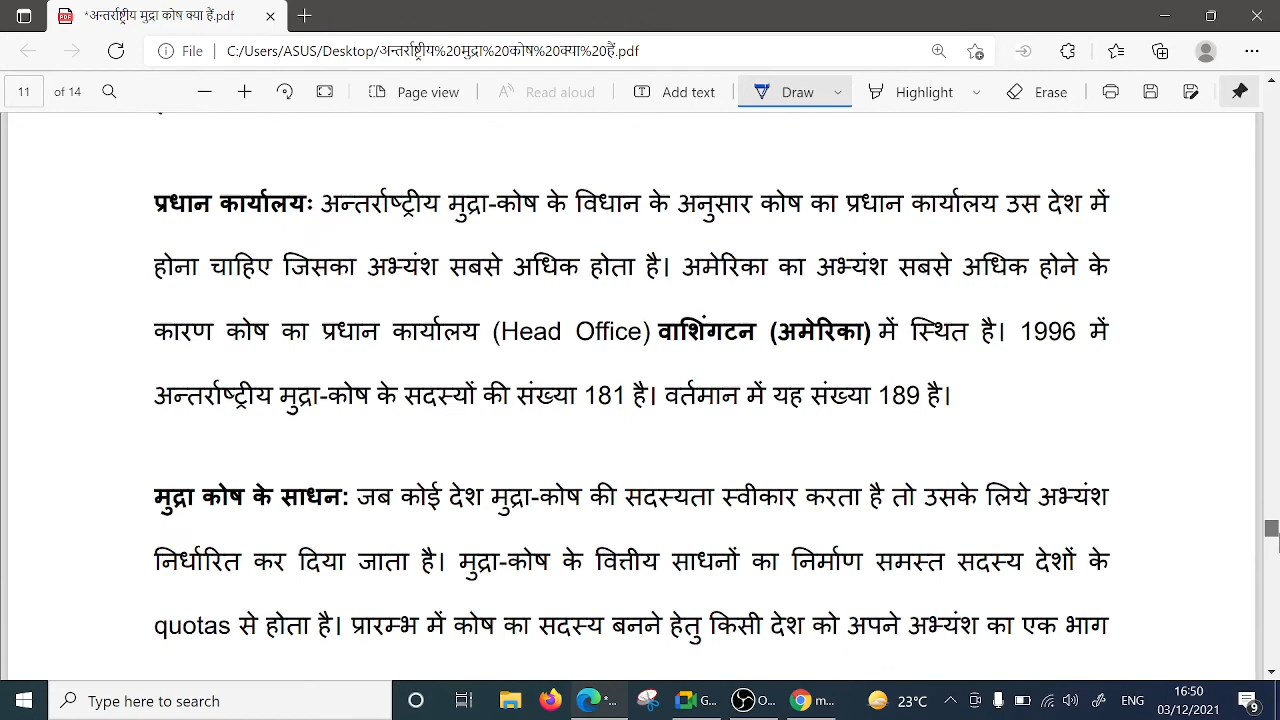 *अन्तर्राष्ट्रीय मुद्रा कोष क्या हैं.pdf
File
C:/Users/ASUS/Desktop/अन्तर्राष्ट्रीय%20मुद्रा%20कोष%20क्या%20हैं.pdf
11 of 14
Page view
Read aloud
Add text
Draw
Highlight
Erase
प्रधान कार्यालयः अन्तर्राष्ट्रीय मुद्रा-कोष के विधान के अनुसार कोष का प्रधान कार्यालय उस देश में
होना चाहिए जिसका अभ्यंश सबसे अधिक होता है। अमेरिका का अभ्यंश सबसे अधिक होने के
कारण कोष का प्रधान कार्यालय (Head Office) वाशिंगटन (अमेरिका) में स्थित है। 1996 में
अन्तर्राष्ट्रीय मुद्रा-कोष के सदस्यों की संख्या 181 है। वर्तमान में यह संख्या 189 है।
मुद्रा कोष के साधन: जब कोई देश मुद्रा-कोष की सदस्यता स्वीकार करता है तो उसके लिये अभ्यंश
निर्धारित कर दिया जाता है। मुद्रा-कोष के वित्तीय साधनों का निर्माण समस्त सदस्य देशों के
quotas से होता है। प्रारम्भ में कोष का सदस्य बनने हेतु किसी देश को अपने अभ्यंश का एक भाग
Type here to search
*...
G...
O...
m...
23°C
ENG
16:50
03/12/2021
9